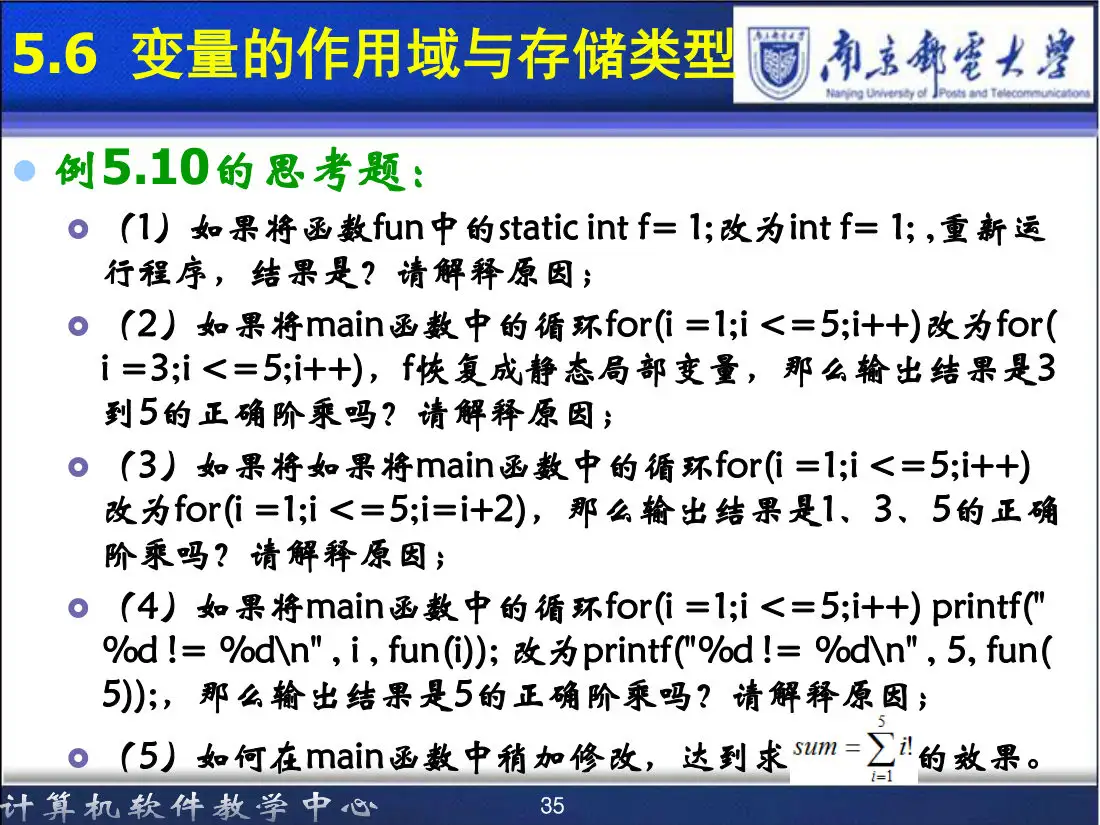 5.6 变量的作用域与存储类型
南京邮电大学
Nanjing University of Posts and Telecommunications
例5.10的思考题：
（1）如果将函数fun中的static int f= 1;改为int f= 1; ,重新运
行程序，结果是？请解释原因；
（2）如果将main函数中的循环for(i =1;i <=5;i++)改为for(
i =3;i <=5;i++)，f恢复成静态局部变量，那么输出结果是3
到5的正确阶乘吗？请解释原因；
（3）如果将如果将main函数中的循环for(i =1;i <=5;i++)
改为for(i =1;i <=5;i=i+2)，那么输出结果是1、3、5的正确
阶乘吗？请解释原因；
（4）如果将main函数中的循环for(i =1;i <=5;i++) printf("
%d != %d\n" , i , fun(i)); 改为printf("%d != %d\n" , 5, fun(
5));，那么输出结果是5的正确阶乘吗？请解释原因；
（5）如何在main函数中稍加修改，达到求 sum = \sum_{i=1}^{5} i! 的效果。
计算机软件教学中心
35